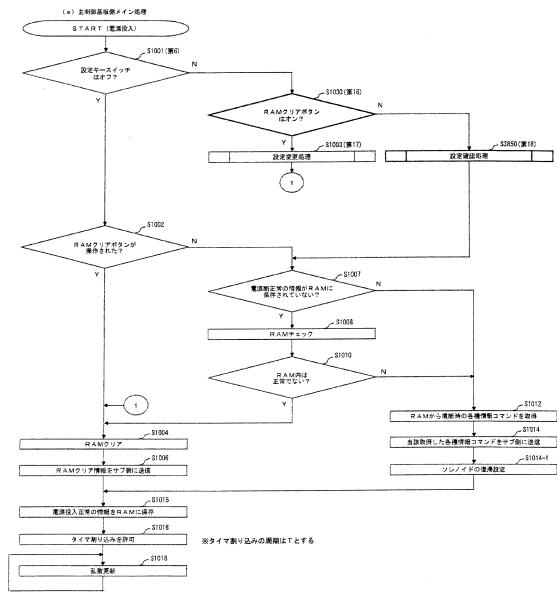 (a) 主制御基板側メイン処理
START (電源投入)
S1001(第6)
設定キースイッチ
はオフ?
N
Y
S1030(第16)
RAMクリアボタン
はオン?
N
Y
S1003(第17)
設定変更処理
S3850(第18)
設定確認処理
1
S1002
RAMクリアボタンが
操作された?
N
Y
S1007
電源断正常の情報がRAMに
保存されていない?
N
Y
S1008
RAMチェック
S1010
RAM内は
正常でない?
N
Y
1
S1012
RAMから電断時の各種情報コマンドを取得
S1004
RAMクリア
S1014
当該取得した各種情報コマンドをサブ側に送信
S1006
RAMクリア情報をサブ側に送信
S1014-1
ソレノイドの復帰設定
S1015
電源投入正常の情報をRAMに保存
S1016
タイマ割り込みを許可
※タイマ割り込みの周期はTとする
S1018
乱数更新